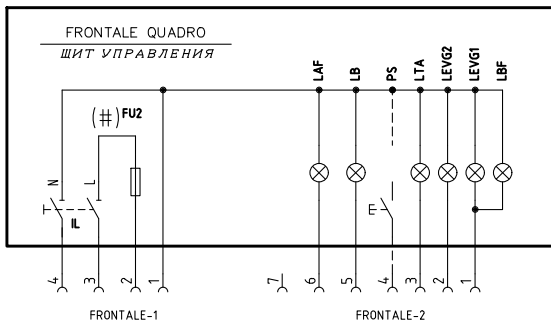 FRONTALE QUADRO
ЩИТ УПРАВЛЕНИЯ
LAF LB PS LTA LEVG2 LEVG1 LBF
(#) FU2
N L
IL
4 3 2 1 7 6 5 4 3 2 1
FRONTALE-1 FRONTALE-2